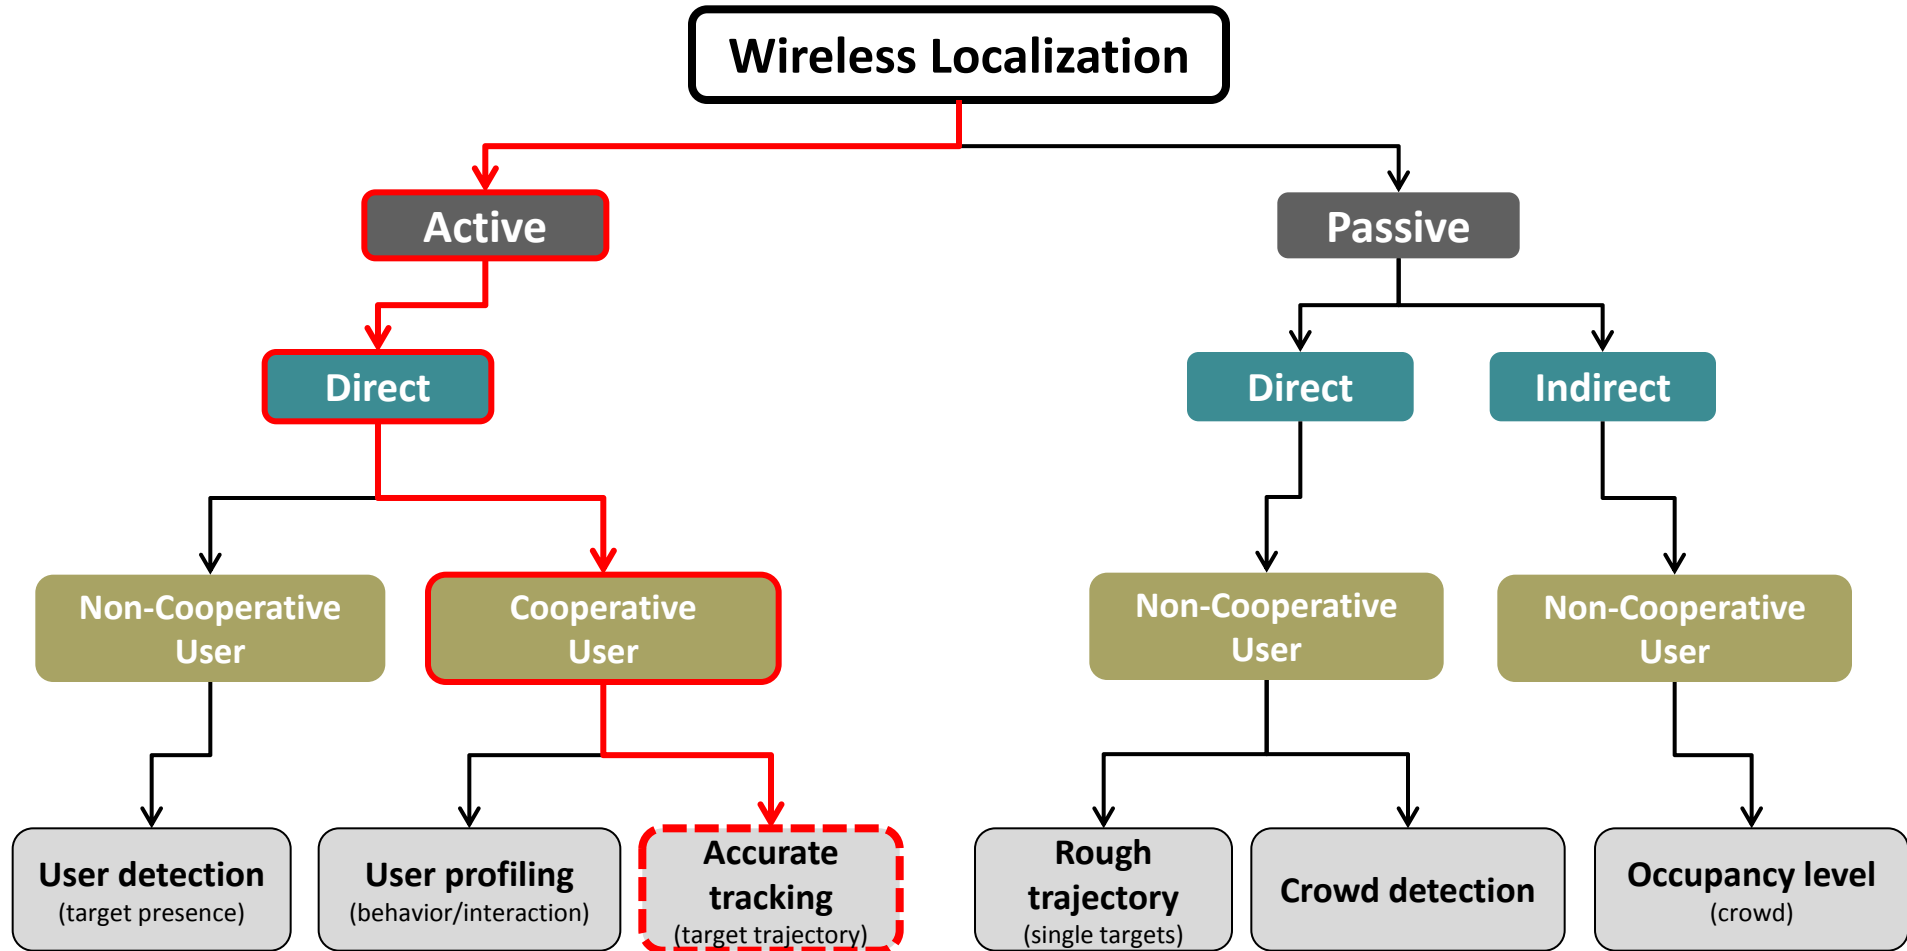 Wireless Localization
Active
Passive
Direct
Direct
Indirect
Non-Cooperative
User
Cooperative
User
Non-Cooperative
User
Non-Cooperative
User
User detection
(target presence)
User profiling
(behavior/interaction)
Accurate
tracking
(target trajectory)
Rough
trajectory
(single targets)
Crowd detection
Occupancy level
(crowd)